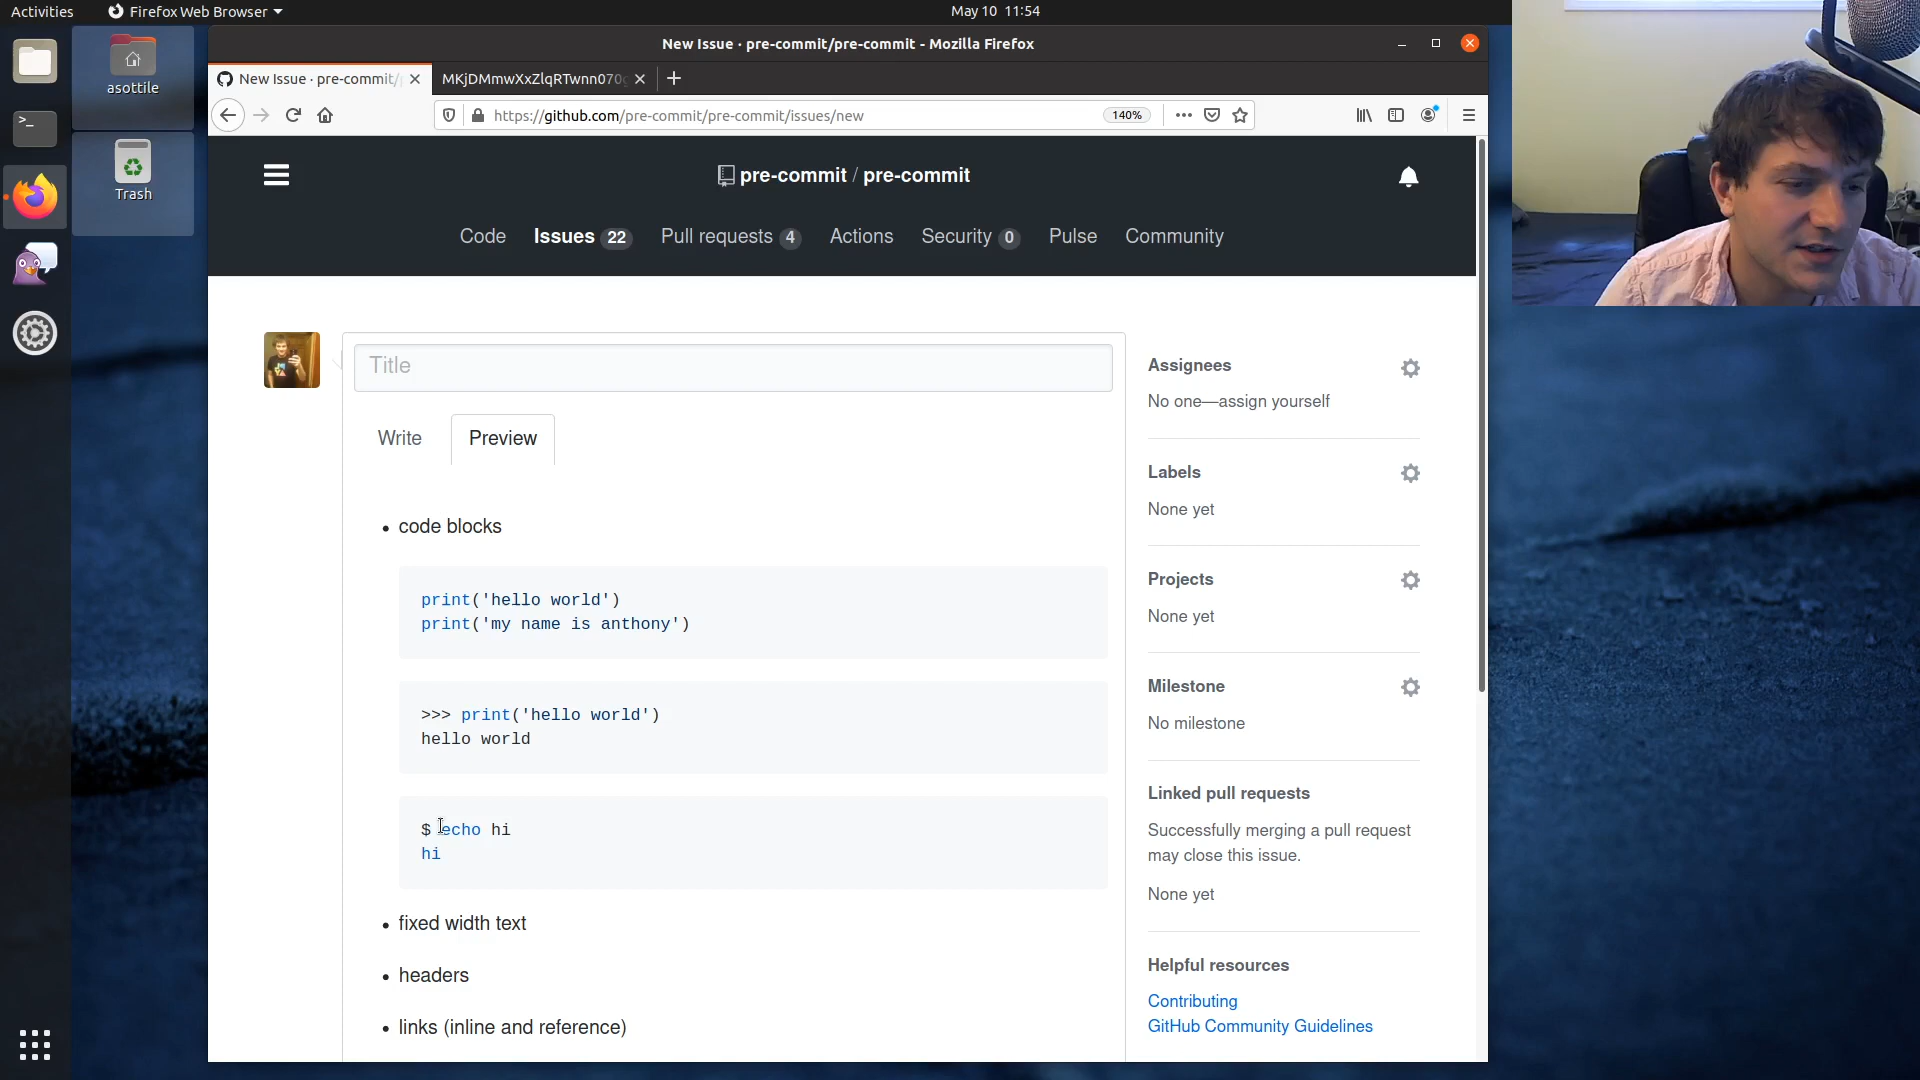 Activities
Firefox Web Browser
May 10 11:54
asottile
Trash
New Issue · pre-commit/pre-commit - Mozilla Firefox
New Issue · pre-commit/
MKjDMmwXxZlqRTwnn070
https://github.com/pre-commit/pre-commit/issues/new
140%
pre-commit / pre-commit
Code
Issues 22
Pull requests 4
Actions
Security 0
Pulse
Community
Title
Write
Preview
code blocks
print('hello world')
print('my name is anthony')
>>> print('hello world')
hello world
$ echo hi
hi
fixed width text
headers
links (inline and reference)
Assignees
No one—assign yourself
Labels
None yet
Projects
None yet
Milestone
No milestone
Linked pull requests
Successfully merging a pull request
may close this issue.
None yet
Helpful resources
Contributing
GitHub Community Guidelines